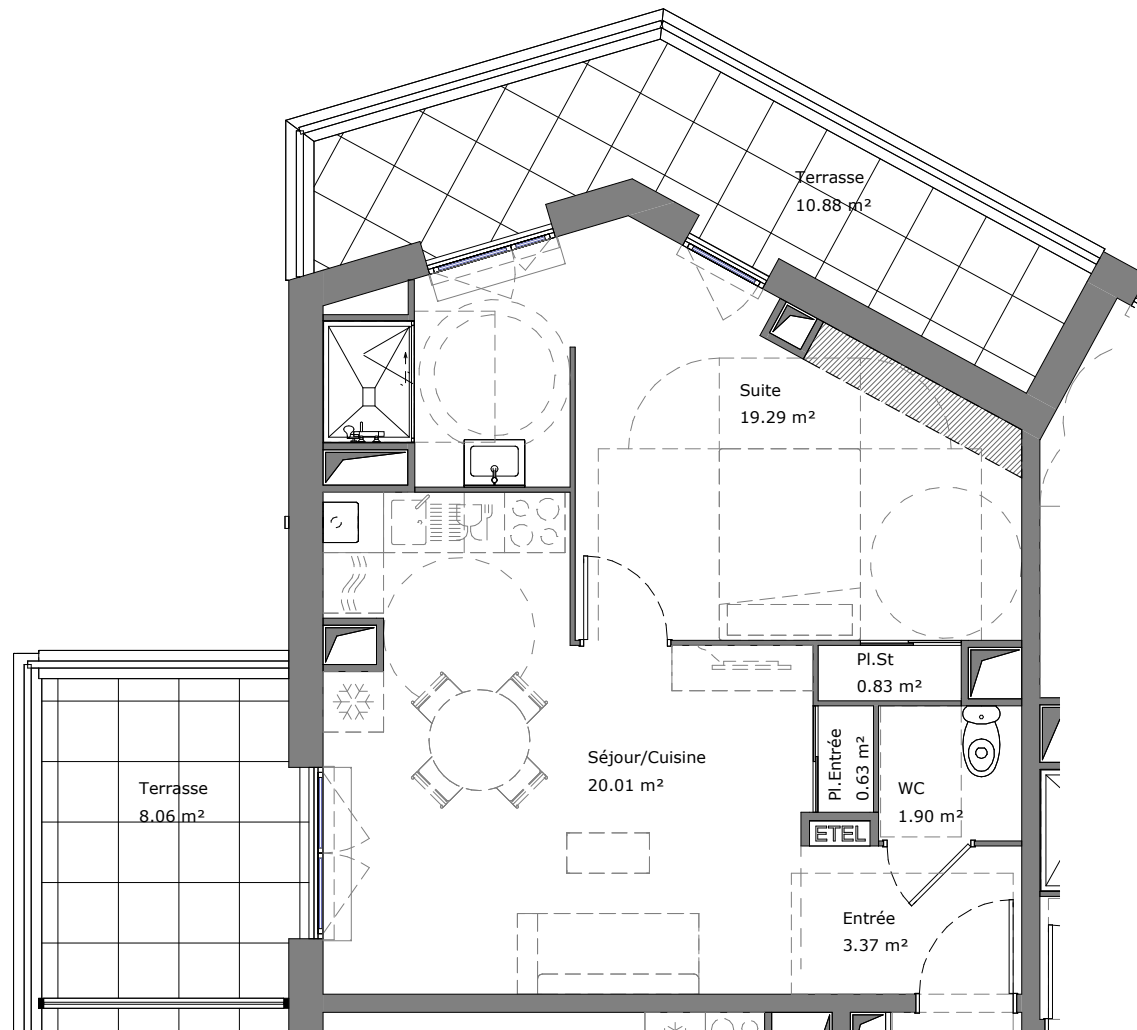 Terrasse
10.88 m²
Suite
19.29 m²
Pl.St
0.83 m²
Pl.Entrée
0.63 m²
Séjour/Cuisine
20.01 m²
WC
1.90 m²
Terrasse
8.06 m²
ETEL
Entrée
3.37 m²